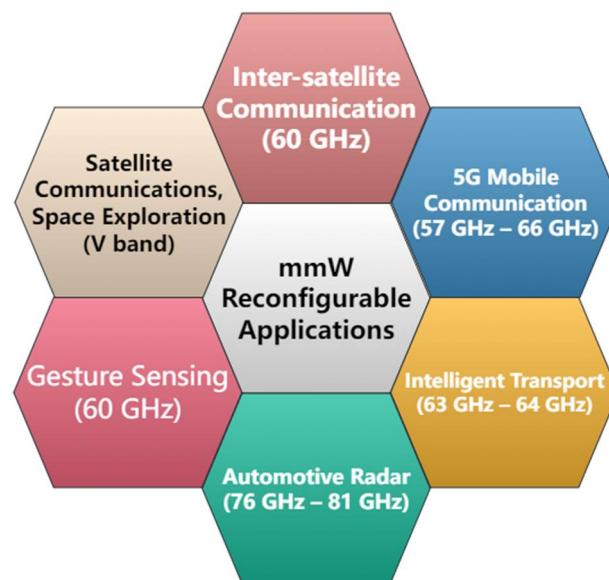 Inter-satellite
Communication
(60 GHz)
Satellite
Communications,
Space Exploration
(V band)
5G Mobile
Communication
(57 GHz – 66 GHz)
mmW
Reconfigurable
Applications
Gesture Sensing
(60 GHz)
Intelligent Transport
(63 GHz – 64 GHz)
Automotive Radar
(76 GHz – 81 GHz)